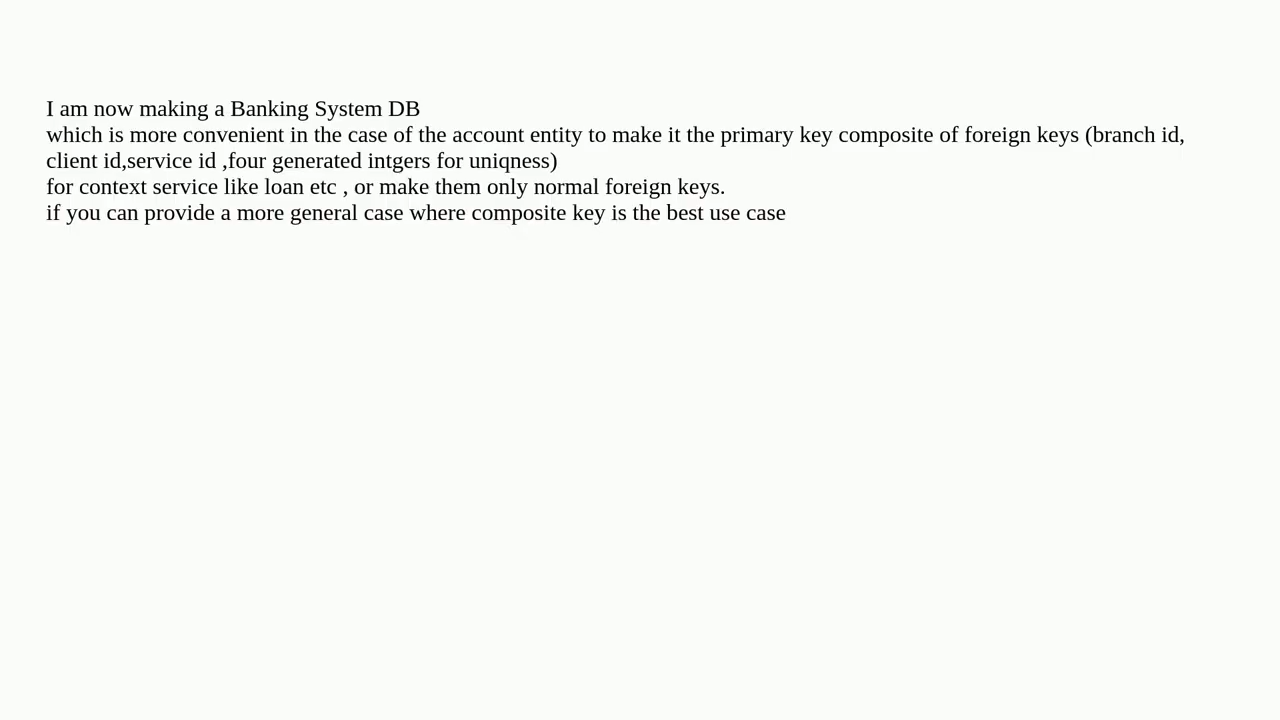 I am now making a Banking System DB
which is more convenient in the case of the account entity to make it the primary key composite of foreign keys (branch id,
client id,service id ,four generated intgers for uniqness)
for context service like loan etc , or make them only normal foreign keys.
if you can provide a more general case where composite key is the best use case